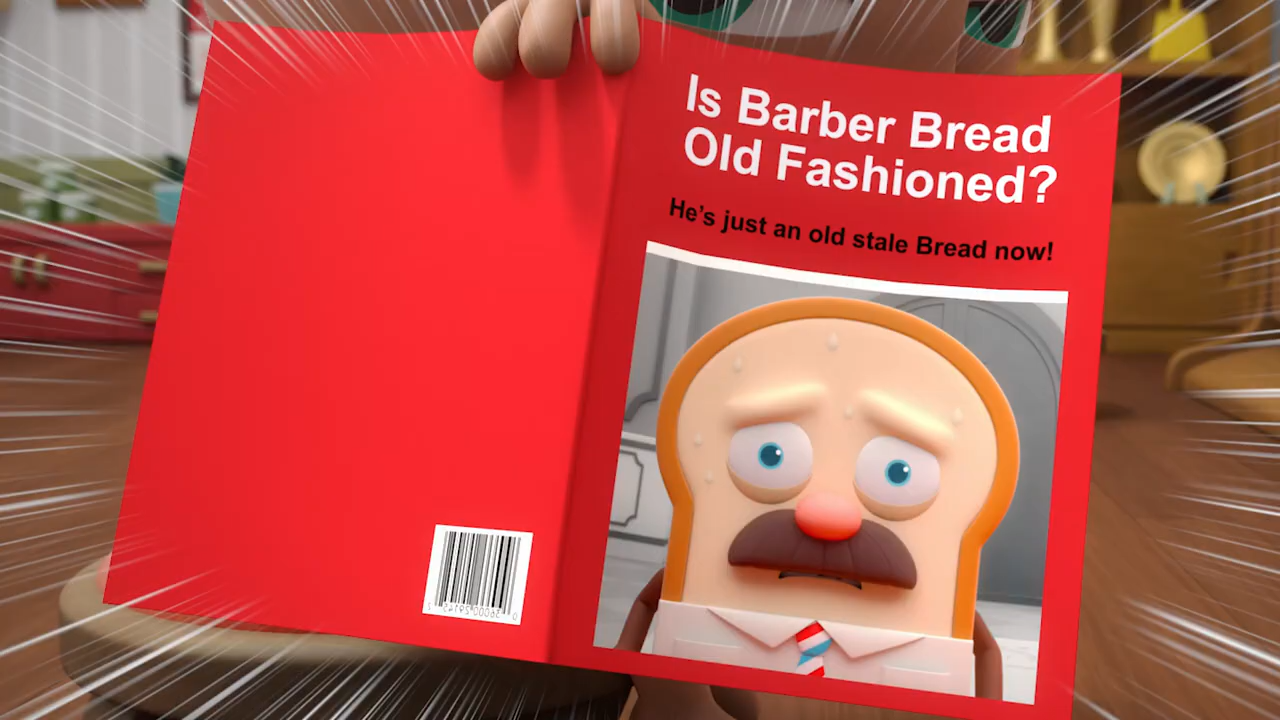 Is Barber Bread
Old Fashioned?
He's just an old stale Bread now!